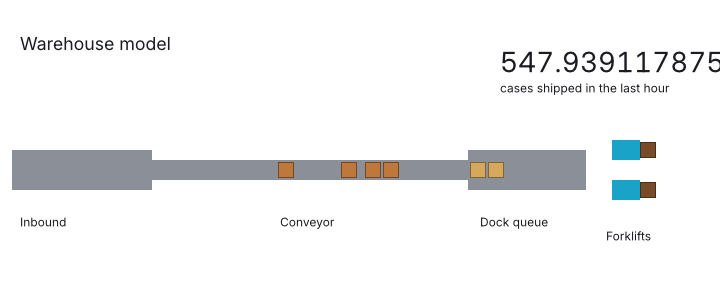 Warehouse model
547.939117875
cases shipped in the last hour
Inbound
Conveyor
Dock queue
Forklifts